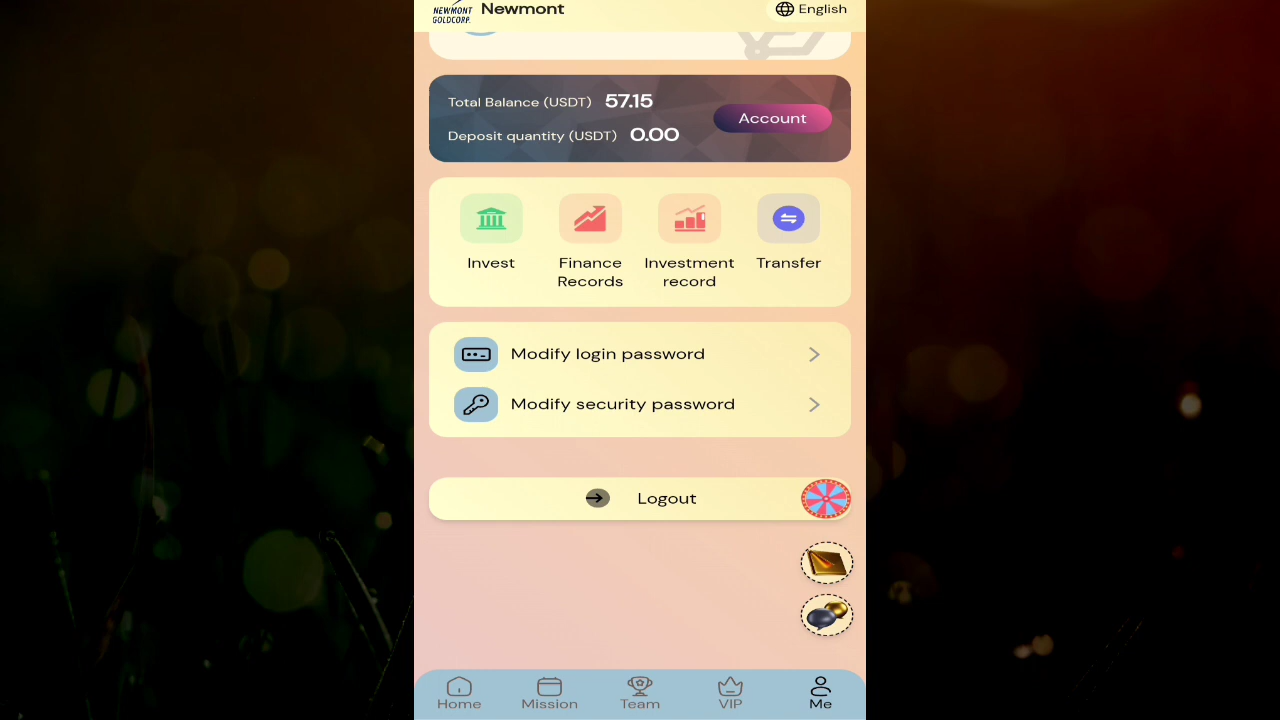 NEWMONT
GOLDCORP.
Newmont
English
Total Balance (USDT) 57.15
Deposit quantity (USDT) 0.00
Account
Invest
Finance
Records
Investment
record
Transfer
Modify login password
Modify security password
Logout
Home
Mission
Team
VIP
Me